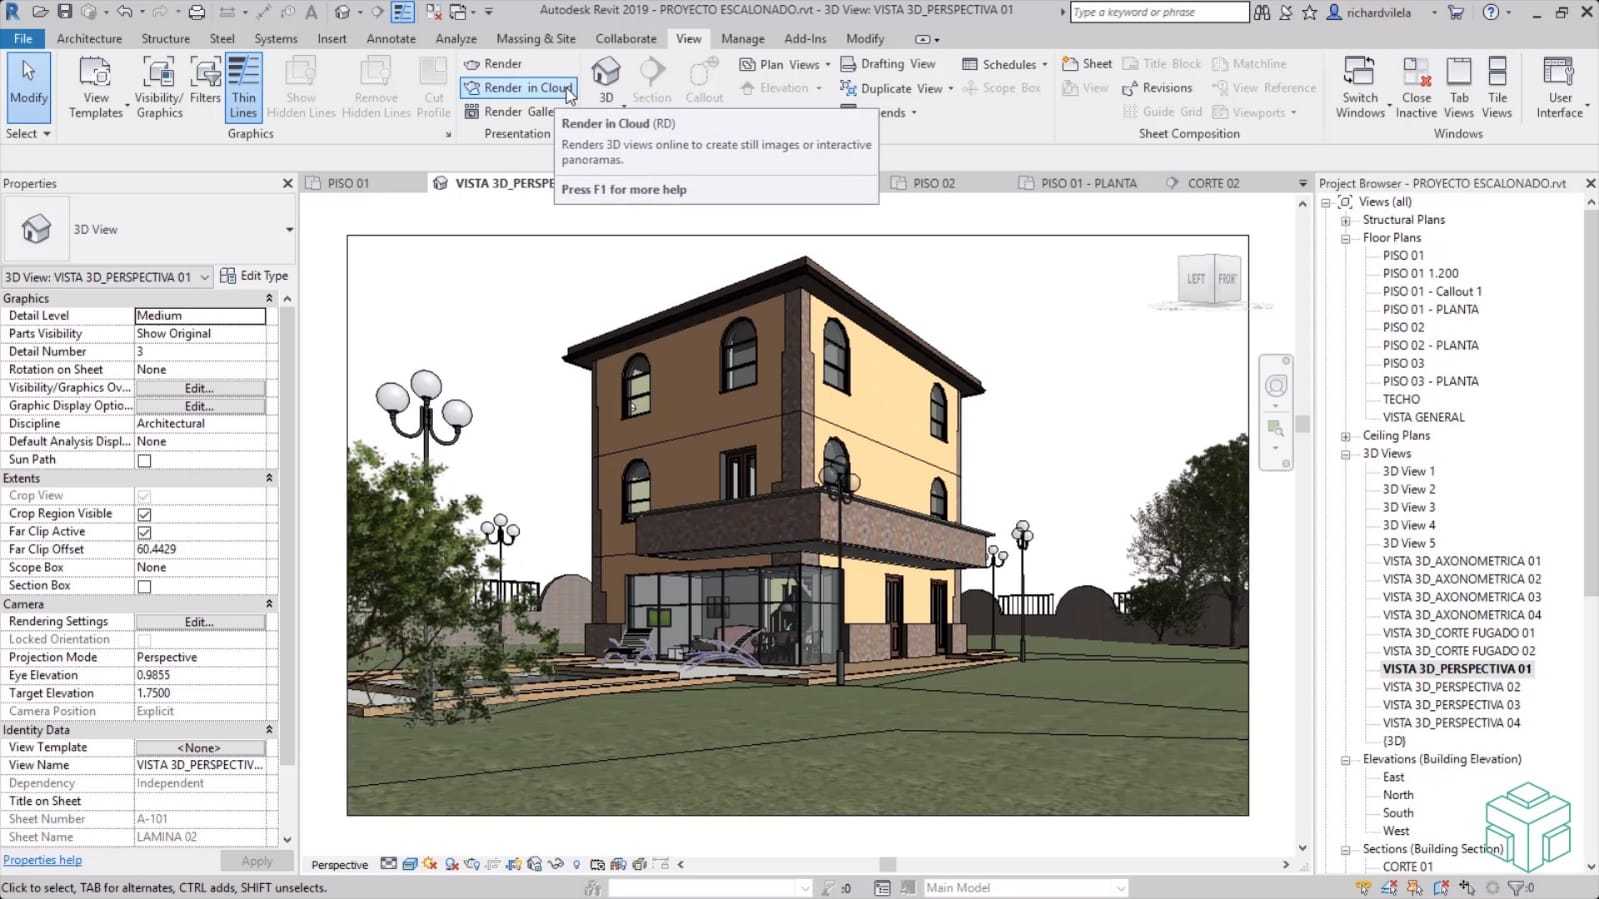 Autodesk Revit 2019 - PROYECTO ESCALONADO.rvt - 3D View: VISTA 3D_PERSPECTIVA 01
Type a keyword or phrase
richardvilela
File Architecture Structure Steel Systems Insert Annotate Analyze Massing & Site Collaborate View Manage Add-Ins Modify
Modify
Select
View Templates
Visibility/ Graphics
Filters
Thin Lines
Show Hidden Lines
Remove Hidden Lines
Cut Profile
Graphics
Render
Render in Cloud
Render Galle
Presentation
3D
Section
Callout
Plan Views
Elevation
Drafting View
Duplicate View
ends
Schedules
Scope Box
Sheet
View
Title Block
Revisions
Guide Grid
Matchline
View Reference
Viewports
Sheet Composition
Switch Windows
Close Inactive
Tab Views
Tile Views
Windows
User Interface
Render in Cloud (RD)
Renders 3D views online to create still images or interactive
panoramas.
Press F1 for more help
Properties
3D View
3D View: VISTA 3D_PERSPECTIVA 01
Edit Type
Graphics
Detail Level Medium
Parts Visibility Show Original
Detail Number 3
Rotation on Sheet None
Visibility/Graphics Ov... Edit...
Graphic Display Optio... Edit...
Discipline Architectural
Default Analysis Displ... None
Sun Path
Extents
Crop View
Crop Region Visible
Far Clip Active
Far Clip Offset 60.4429
Scope Box None
Section Box
Camera
Rendering Settings Edit...
Locked Orientation
Projection Mode Perspective
Eye Elevation 0.9855
Target Elevation 1.7500
Camera Position Explicit
Identity Data
View Template <None>
View Name VISTA 3D_PERSPECTIV...
Dependency Independent
Title on Sheet
Sheet Number A-101
Sheet Name LAMINA 02
Properties help
Apply
PISO 01
VISTA 3D_PERSPE
PISO 02
PISO 01 - PLANTA
CORTE 02
LEFT
FRONT
Perspective
Project Browser - PROYECTO ESCALONADO.rvt
Views (all)
Structural Plans
Floor Plans
PISO 01
PISO 01 1.200
PISO 01 - Callout 1
PISO 01 - PLANTA
PISO 02
PISO 02 - PLANTA
PISO 03
PISO 03 - PLANTA
TECHO
VISTA GENERAL
Ceiling Plans
3D Views
3D View 1
3D View 2
3D View 3
3D View 4
3D View 5
VISTA 3D_AXONOMETRICA 01
VISTA 3D_AXONOMETRICA 02
VISTA 3D_AXONOMETRICA 03
VISTA 3D_AXONOMETRICA 04
VISTA 3D_CORTE FUGADO 01
VISTA 3D_CORTE FUGADO 02
VISTA 3D_PERSPECTIVA 01
VISTA 3D_PERSPECTIVA 02
VISTA 3D_PERSPECTIVA 03
VISTA 3D_PERSPECTIVA 04
{3D}
Elevations (Building Elevation)
East
North
South
West
Sections (Building Section)
CORTE 01
Click to select, TAB for alternates, CTRL adds, SHIFT unselects.
:0
Main Model
:0